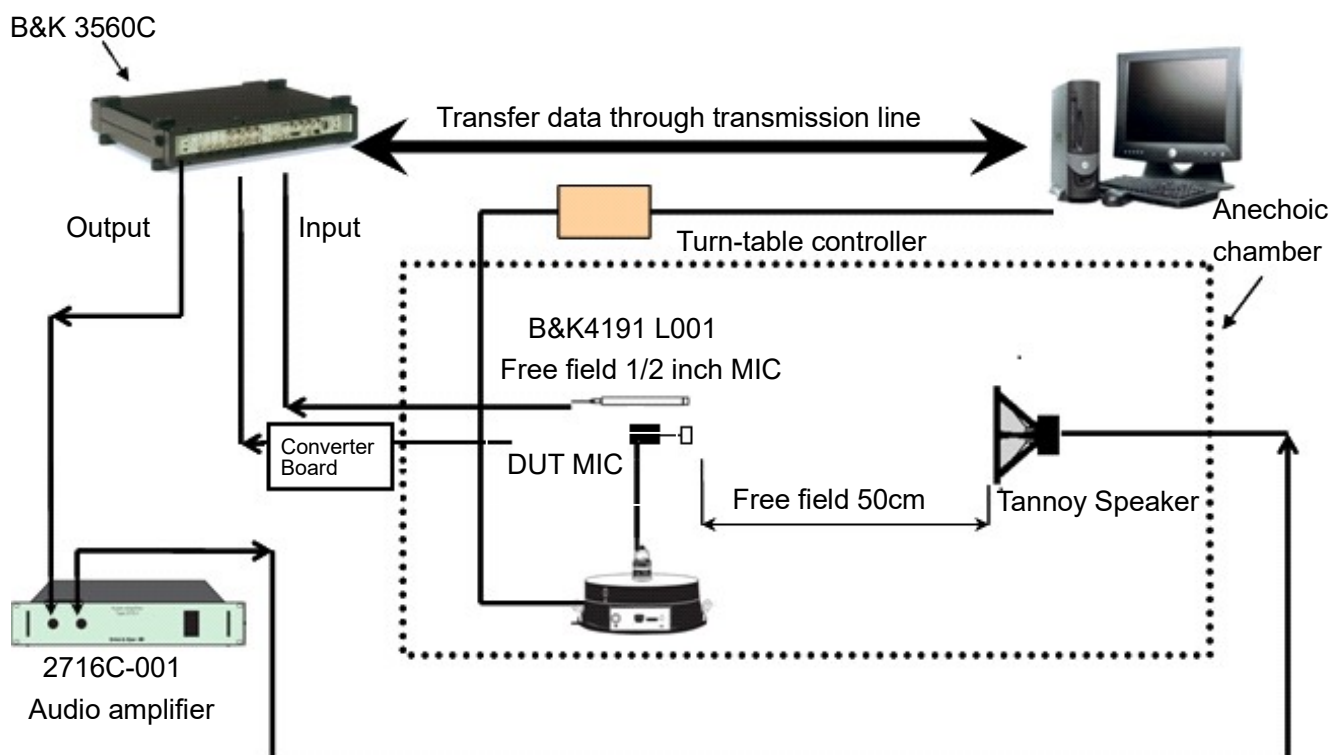 B&K 3560C
Transfer data through transmission line
Output
Input
Turn-table controller
Anechoic
chamber
B&K4191 L001
Free field 1/2 inch MIC
Converter
Board
DUT MIC
Free field 50cm
Tannoy Speaker
2716C-001
Audio amplifier